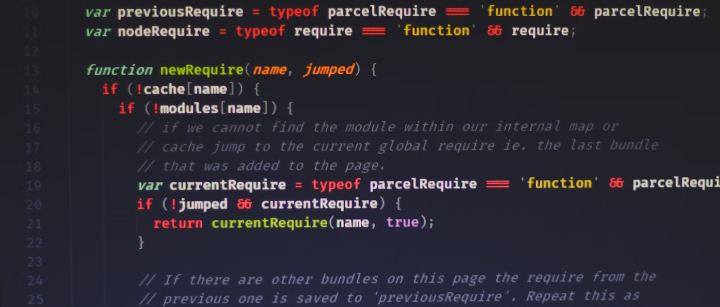 10 var previousRequire = typeof parcelRequire === 'function' && parcelRequire;
11 var nodeRequire = typeof require === 'function' && require;
12
13 function newRequire(name, jumped) {
14 if (!cache[name]) {
15 if (!modules[name]) {
16 // if we cannot find the module within our internal map or
17 // cache jump to the current global require ie. the last bundle
18 // that was added to the page.
19 var currentRequire = typeof parcelRequire === 'function' && parcelRequi
20 if (!jumped && currentRequire) {
21 return currentRequire(name, true);
22 }
23
24 // If there are other bundles on this page the require from the
25 // previous one is saved to 'previousRequire'. Repeat this as